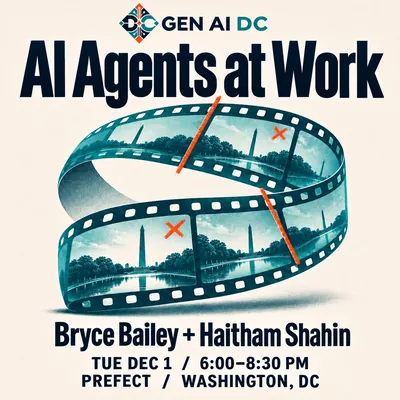 DC GEN AI DC
AI Agents at Work
Bryce Bailey + Haitham Shahin
TUE DEC 1 / 6:00–8:30 PM
PREFECT / WASHINGTON, DC